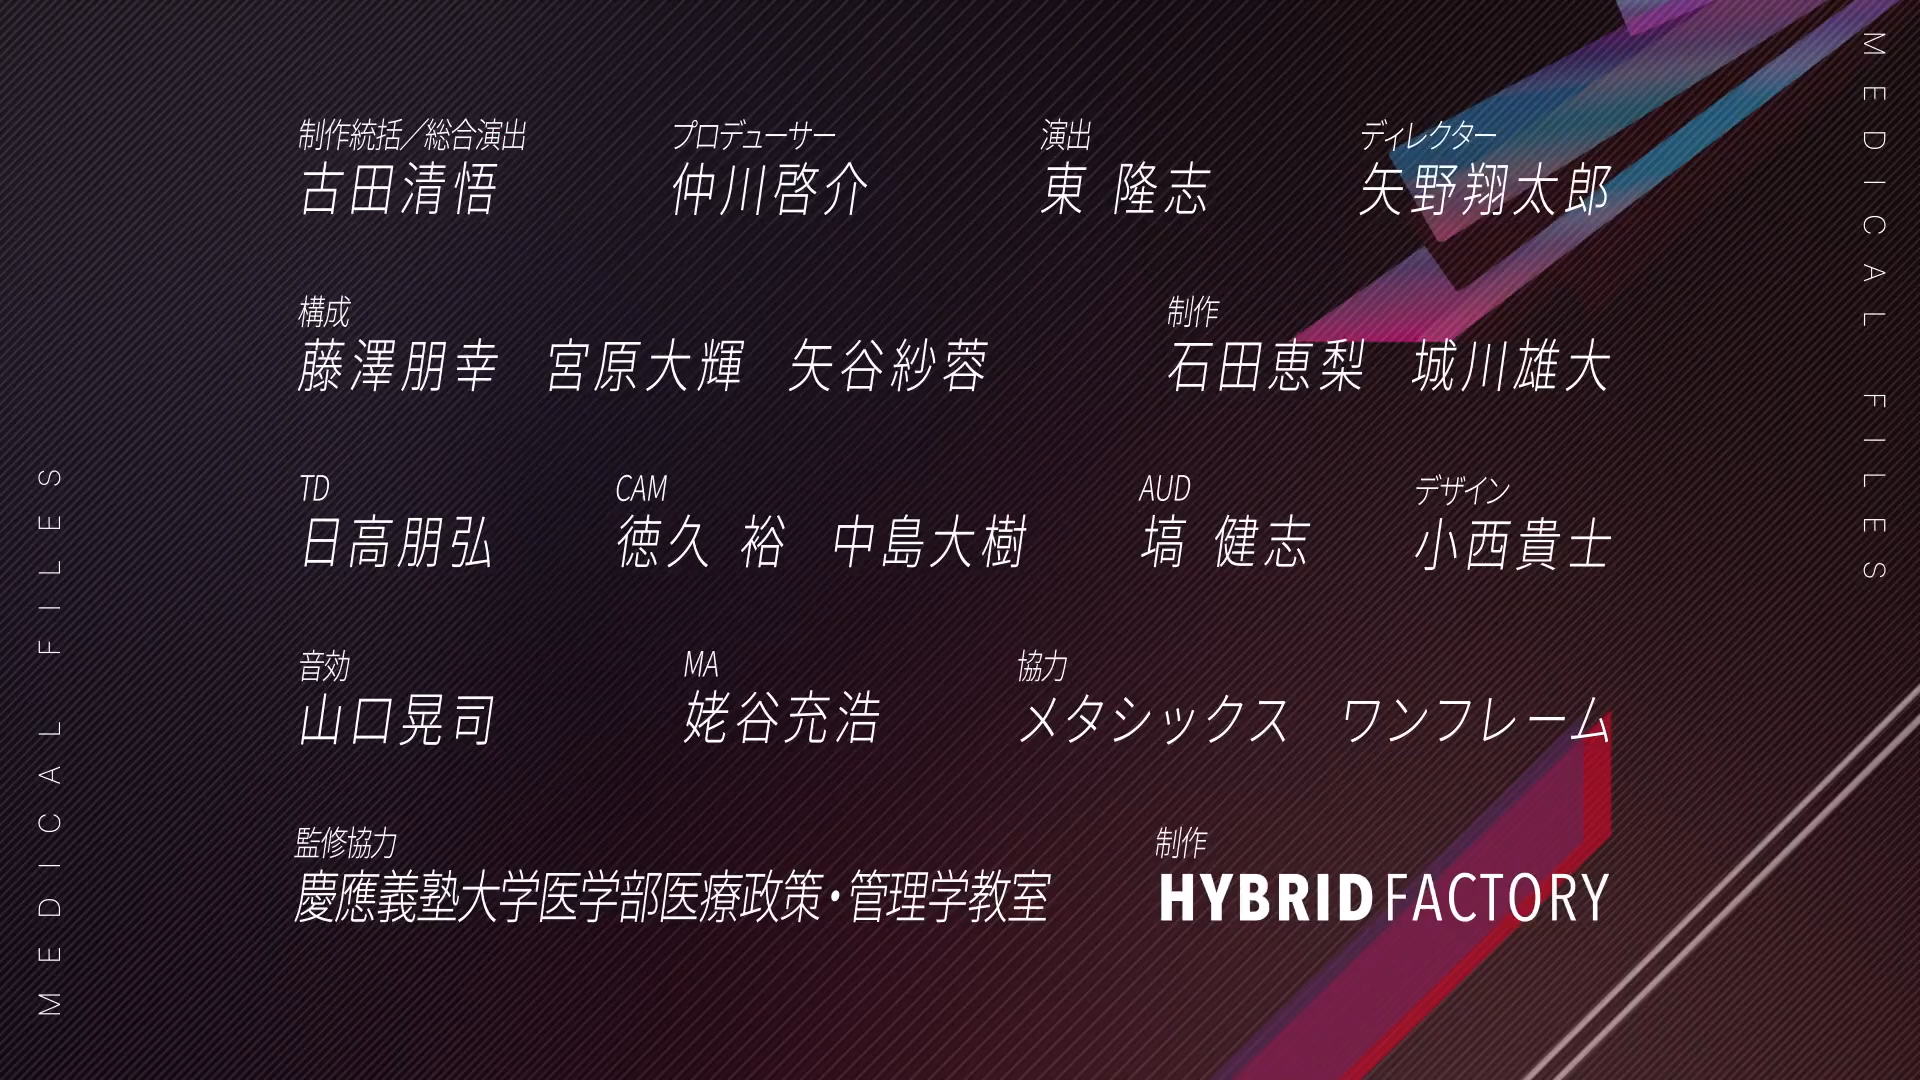 制作統括／総合演出 プロデューサー 演出 ディレクター
古田清悟 仲川啓介 東 隆志 矢野翔太郎
構成 制作
藤澤朋幸 宮原大輝 矢谷紗蓉 石田恵梨 城川雄大
TD CAM AUD デザイン
日高朋弘 徳久 裕 中島大樹 塙 健志 小西貴士
音効 MA 協力
山口晃司 姥谷充浩 メタシックス ワンフレーム
監修協力 制作
慶應義塾大学医学部医療政策・管理学教室 HYBRID FACTORY
MEDICAL FILES
MEDICAL FILES